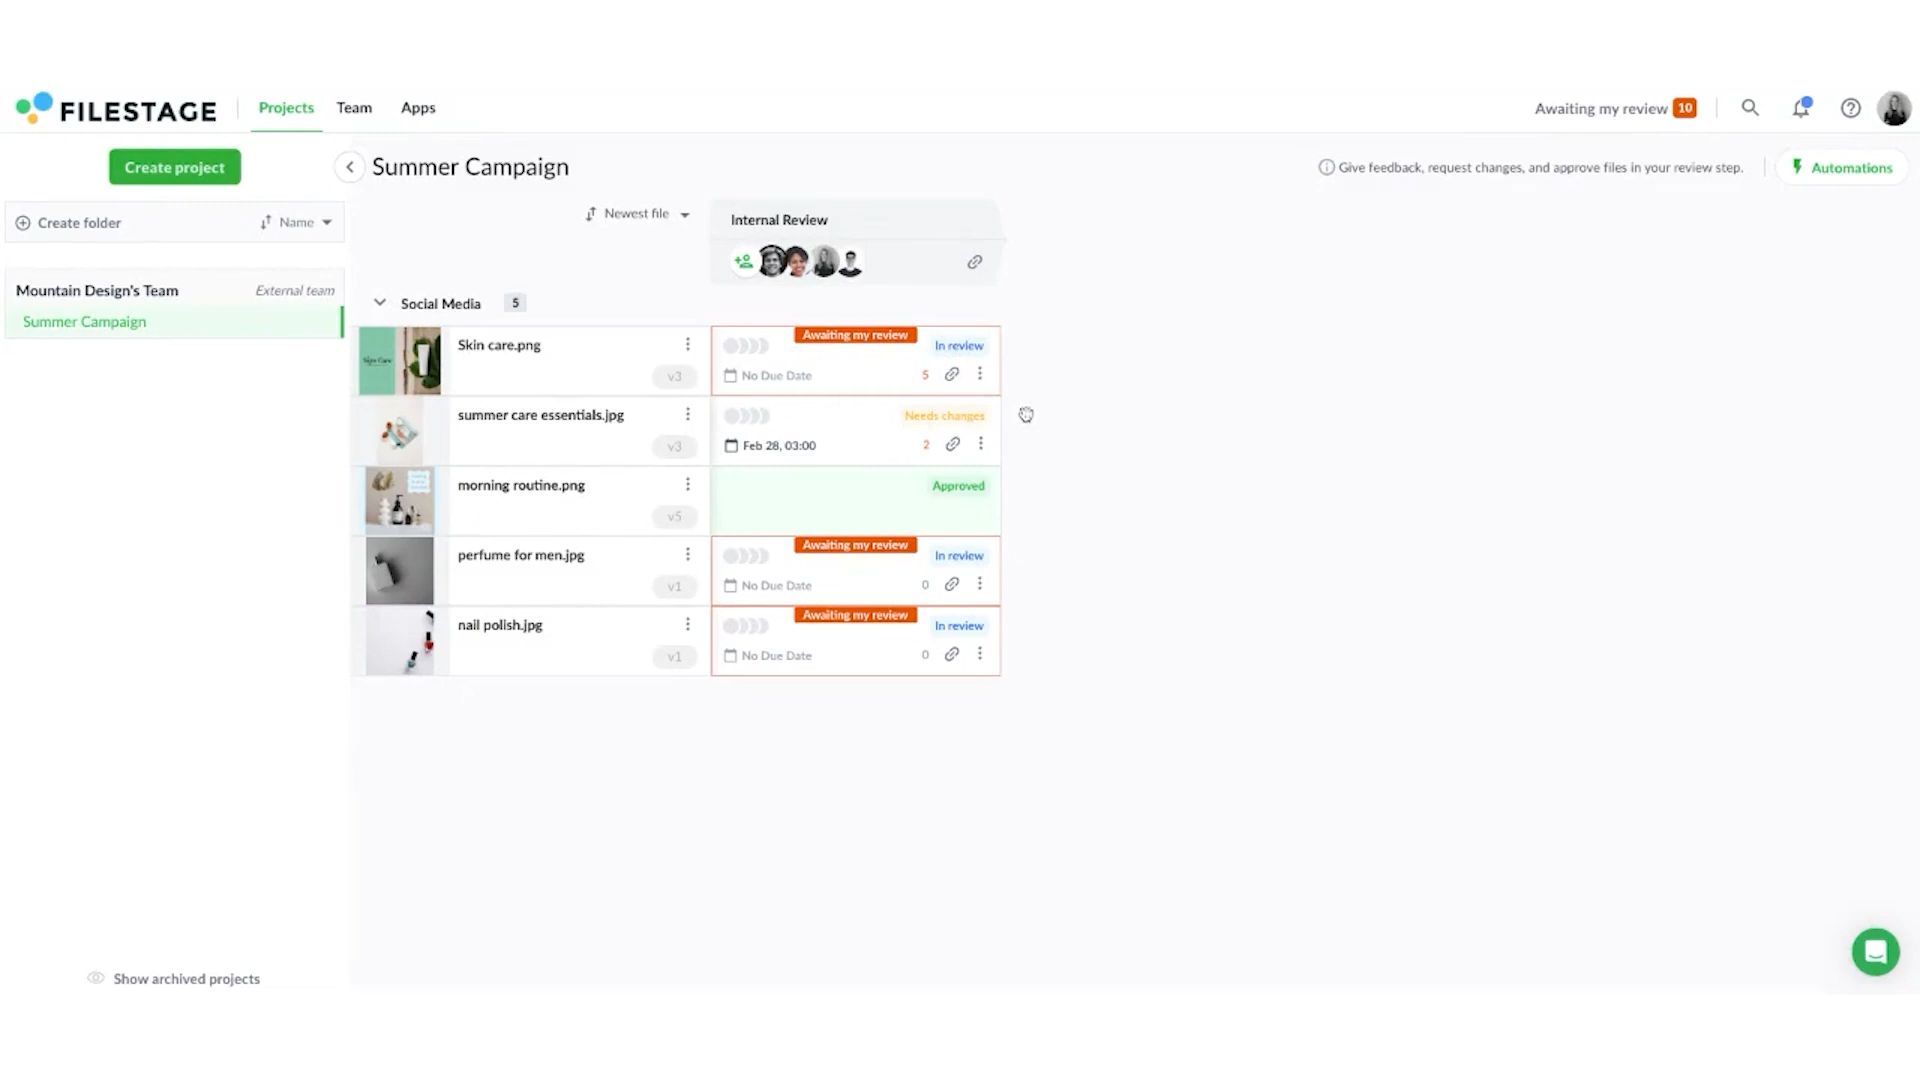 FILESTAGE
Projects
Team
Apps
Awaiting my review 10
Create project
Summer Campaign
Give feedback, request changes, and approve files in your review step.
Automations
Create folder
Name
Newest file
Internal Review
Mountain Design's Team
External team
Summer Campaign
Social Media 5
Skin care.png
v3
Awaiting my review
In review
No Due Date
5
summer care essentials.jpg
v3
Needs changes
Feb 28, 03:00
2
morning routine.png
v5
Approved
perfume for men.jpg
v1
Awaiting my review
In review
No Due Date
0
nail polish.jpg
v1
Awaiting my review
In review
No Due Date
0
Show archived projects